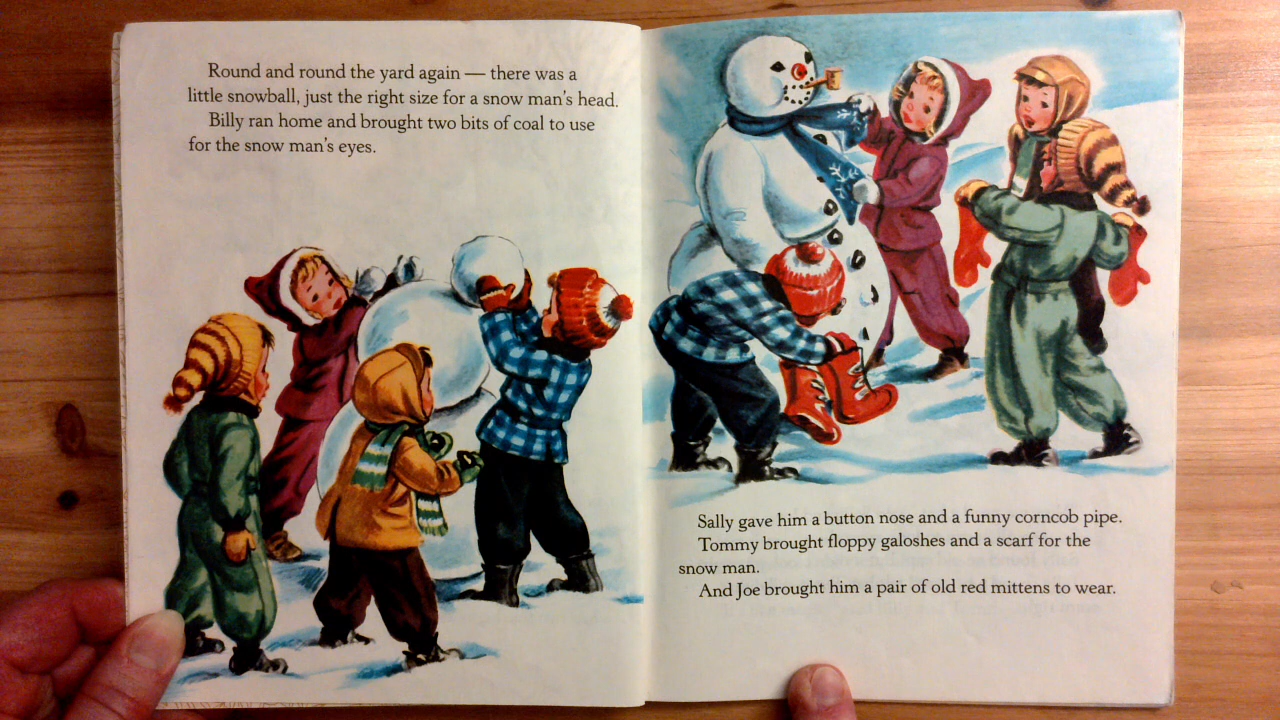 Round and round the yard again — there was a
little snowball, just the right size for a snow man's head.
Billy ran home and brought two bits of coal to use
for the snow man's eyes.
Sally gave him a button nose and a funny corncob pipe.
Tommy brought floppy galoshes and a scarf for the
snow man.
And Joe brought him a pair of old red mittens to wear.